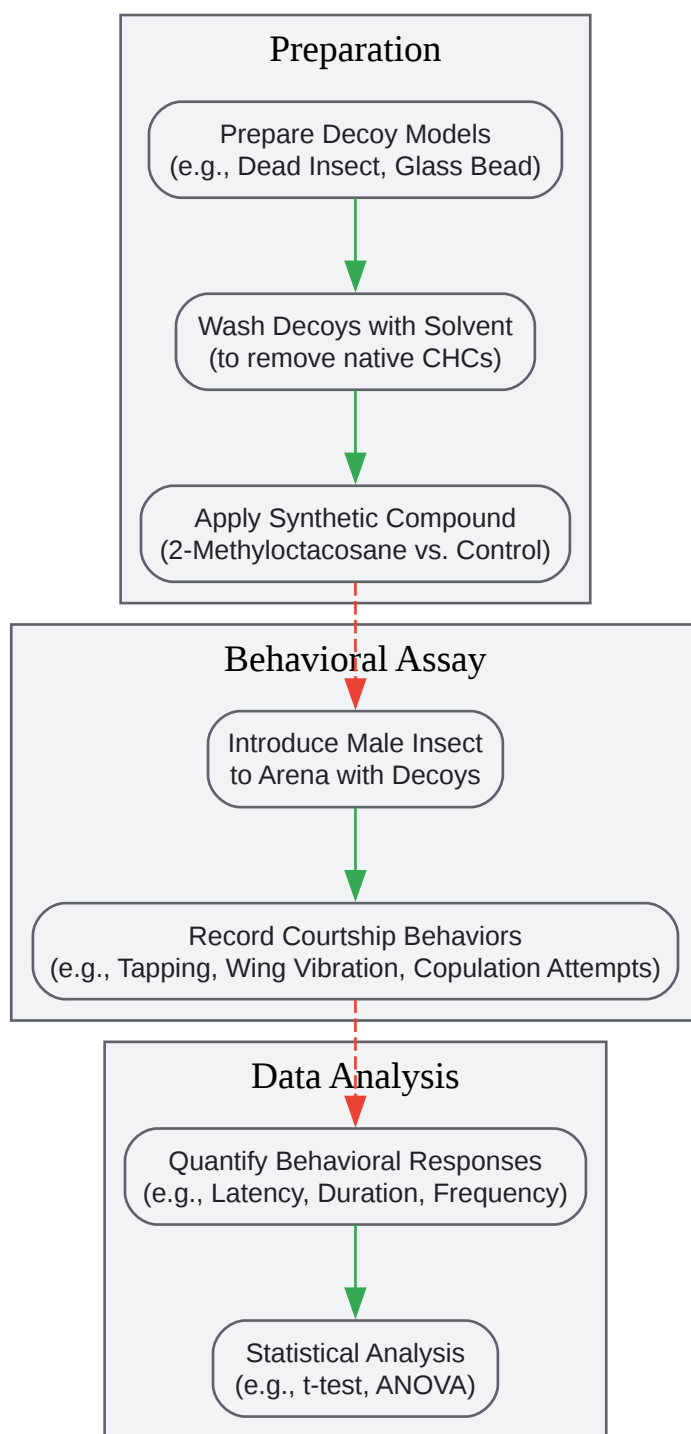 Preparation
Prepare Decoy Models
(e.g., Dead Insect, Glass Bead)
Wash Decoys with Solvent
(to remove native CHCs)
Apply Synthetic Compound
(2-Methyloctacosane vs. Control)
Behavioral Assay
Introduce Male Insect
to Arena with Decoys
Record Courtship Behaviors
(e.g., Tapping, Wing Vibration, Copulation Attempts)
Data Analysis
Quantify Behavioral Responses
(e.g., Latency, Duration, Frequency)
Statistical Analysis
(e.g., t-test, ANOVA)